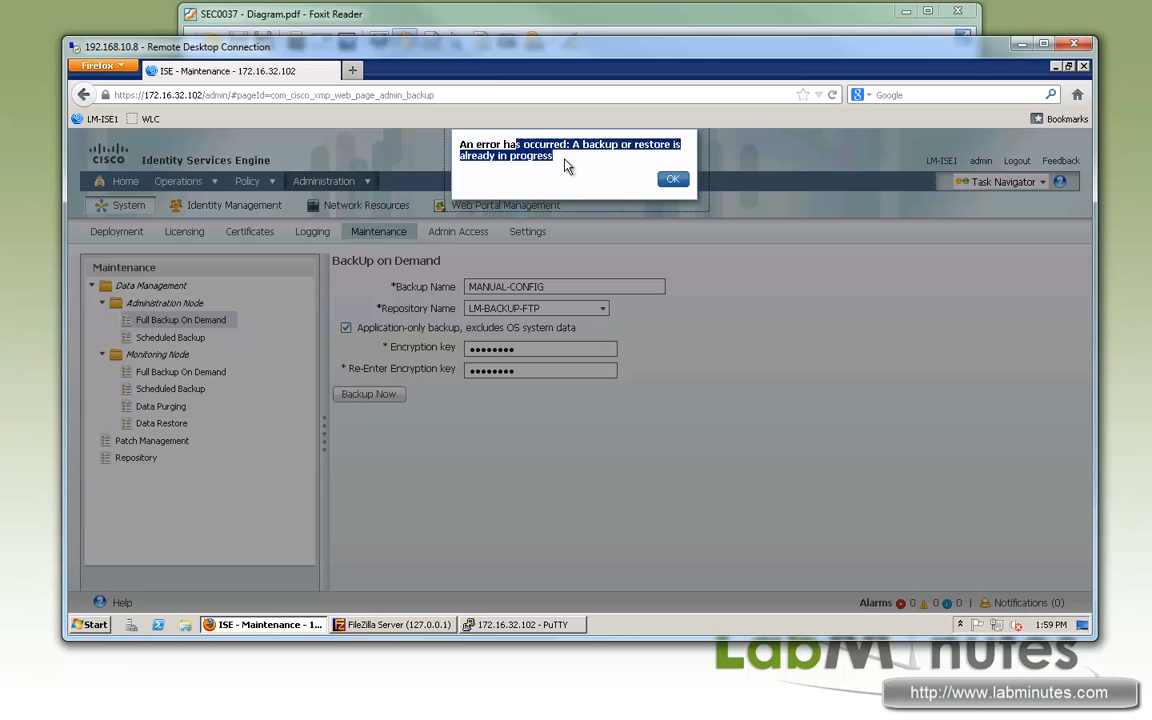 SEC0037 - Diagram.pdf - Foxit Reader
192.168.10.8 - Remote Desktop Connection
Firefox
ISE - Maintenance - 172.16.32.102
https://172.16.32.102/admin/#pageId=com_cisco_xmp_web_page_admin_backup
Google
LM-ISE1
WLC
Bookmarks
An error has occurred: A backup or restore is
already in progress
OK
CISCO
Identity Services Engine
LM-ISE1 admin Logout Feedback
Home Operations Policy Administration
Task Navigator
System Identity Management Network Resources Web Portal Management
Deployment Licensing Certificates Logging Maintenance Admin Access Settings
Maintenance
Data Management
Administration Node
Full Backup On Demand
Scheduled Backup
Monitoring Node
Full Backup On Demand
Scheduled Backup
Data Purging
Data Restore
Patch Management
Repository
BackUp on Demand
*Backup Name MANUAL-CONFIG
*Repository Name LM-BACKUP-FTP
Application-only backup, excludes OS system data
* Encryption key ••••••••
* Re-Enter Encryption key ••••••••
Backup Now
Help
Alarms 0 0 0 | Notifications (0)
Start
ISE - Maintenance - 1...
FileZilla Server (127.0.0.1)
172.16.32.102 - PuTTY
1:59 PM
LabMinutes
http://www.labminutes.com